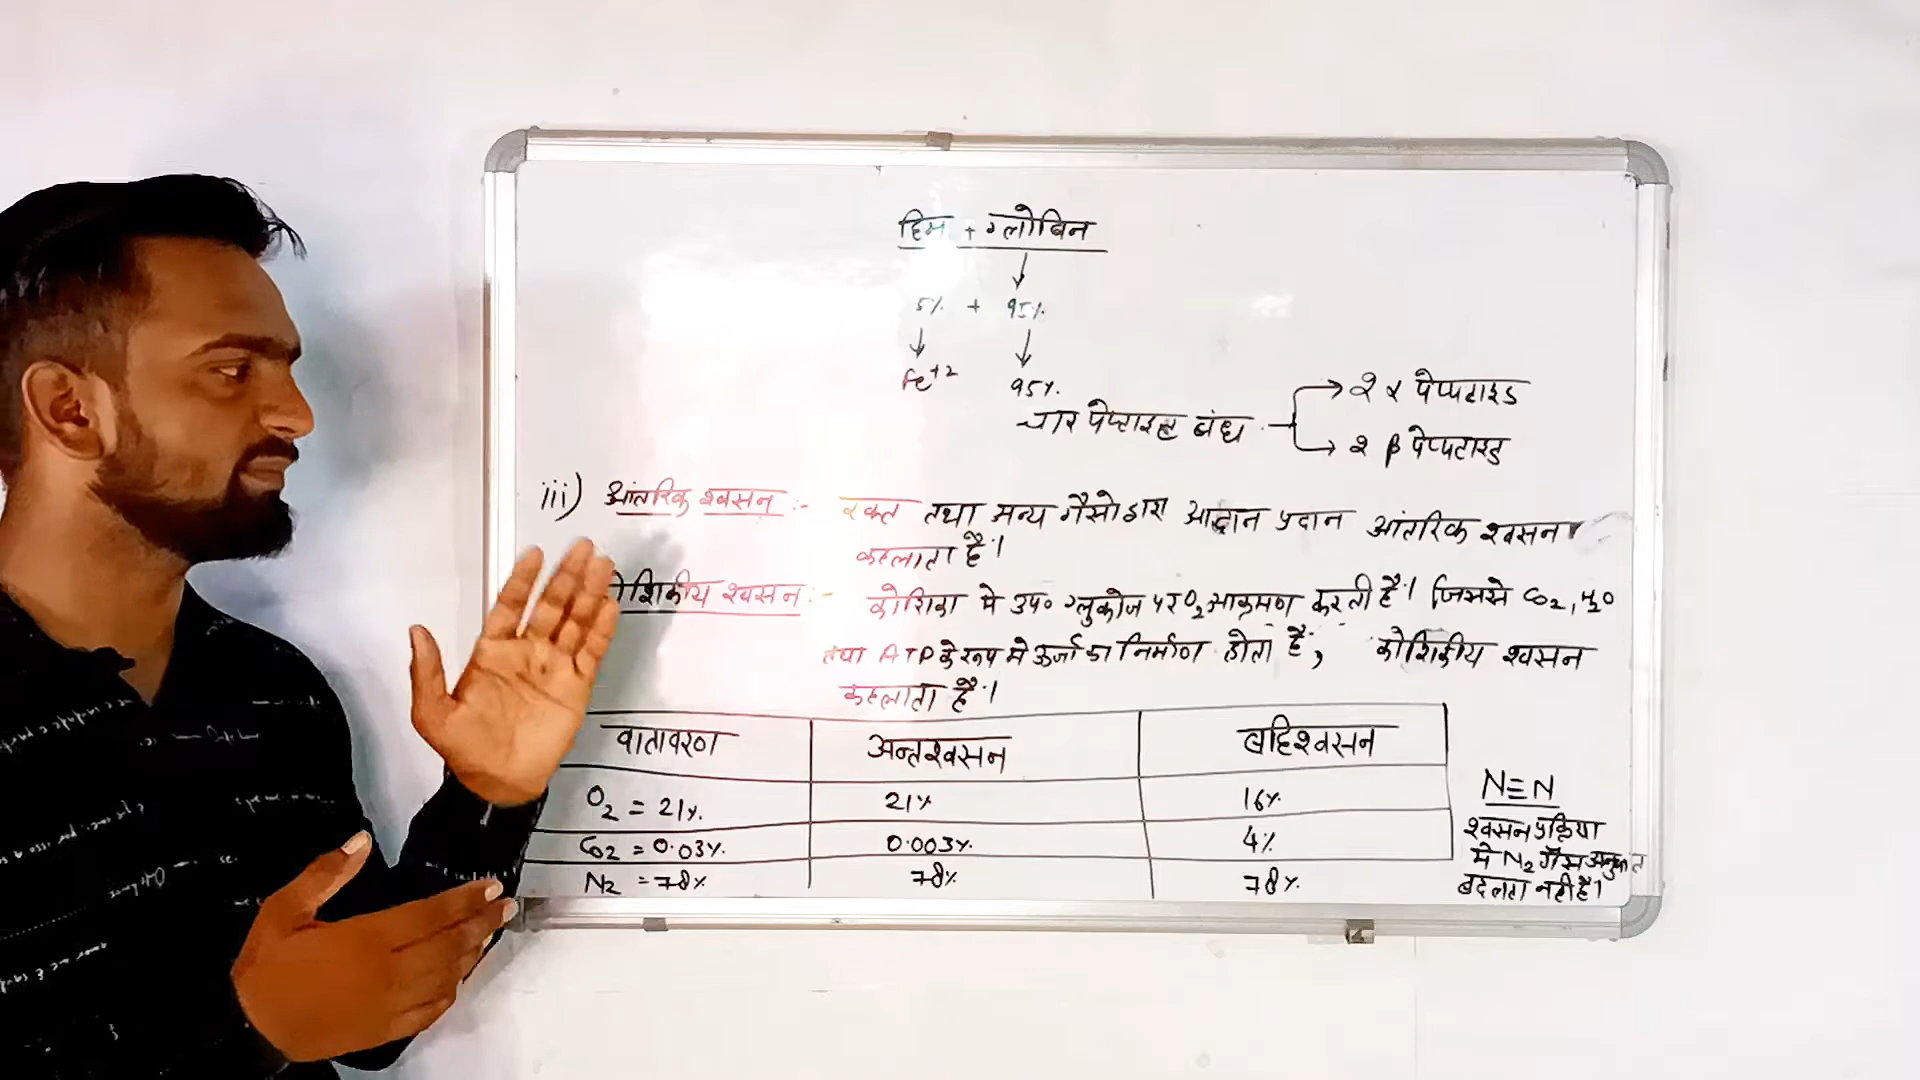 हिम + ग्लोबिन
5% + 95%
Fe+2 95%.
चार पेप्टाइड बंध
2 α पेप्पटाइड
2 β पेप्पटाइड
iii) आंतरिक श्वसन :- रक्त तथा अन्य गैसो द्वारा आदान प्रदान आंतरिक श्वसन
कहलाता है।
कोशिकीय श्वसन :- कोशिका मे उप० ग्लुकोज पर O2 आक्रमण करती है। जिससे CO2, H2O
तथा ATP के रूप मे ऊर्जा का निर्माण होता है, कोशिकीय श्वसन
कहलाता है।
वातावरण अन्तश्वसन बहिश्वसन
O2 = 21%. 21% 16%
CO2 = 0.03%. 0.003%. 4%
N2 = 78% 78% 78%.
N≡N
श्वसन प्रक्रिया
मे N2 गैस
बदलता नही है।